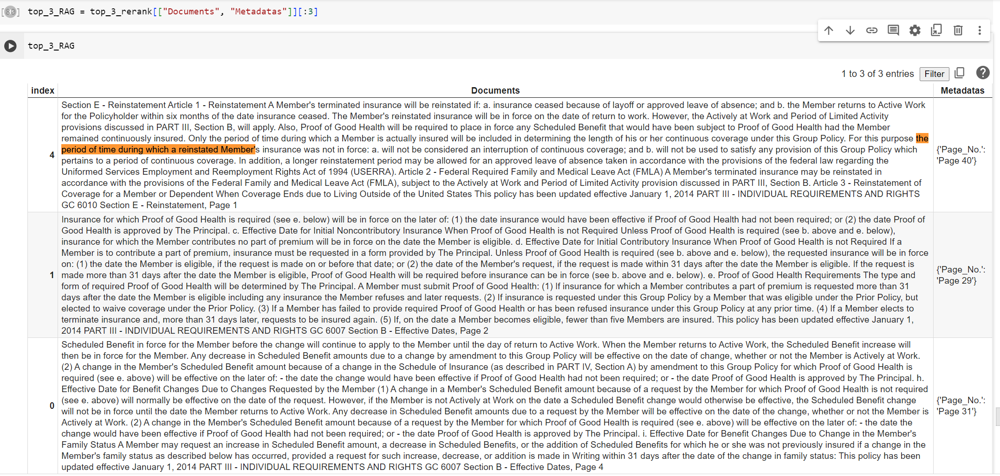 [80] top_3_RAG = top_3_rerank[["Documents", "Metadatas"]][:3]
top_3_RAG
1 to 3 of 3 entries Filter
index Documents Metadatas
Section E - Reinstatement Article 1 - Reinstatement A Member's terminated insurance will be reinstated if: a. insurance ceased because of layoff or approved leave of absence; and b. the Member returns to Active Work
for the Policyholder within six months of the date insurance ceased. The Member's reinstated insurance will be in force on the date of return to work. However, the Actively at Work and Period of Limited Activity
provisions discussed in PART III, Section B, will apply. Also, Proof of Good Health will be required to place in force any Scheduled Benefit that would have been subject to Proof of Good Health had the Member
remained continuously insured. Only the period of time during which a Member is actually insured will be included in determining the length of his or her continuous coverage under this Group Policy. For this purpose the
period of time during which a reinstated Member's insurance was not in force: a. will not be considered an interruption of continuous coverage; and b. will not be used to satisfy any provision of this Group Policy which
4
pertains to a period of continuous coverage. In addition, a longer reinstatement period may be allowed for an approved leave of absence taken in accordance with the provisions of the federal law regarding the
Uniformed Services Employment and Reemployment Rights Act of 1994 (USERRA). Article 2 - Federal Required Family and Medical Leave Act (FMLA) A Member's terminated insurance may be reinstated in
accordance with the provisions of the Federal Family and Medical Leave Act (FMLA), subject to the Actively at Work and Period of Limited Activity provision discussed in PART III, Section B. Article 3 - Reinstatement of
Coverage for a Member or Dependent When Coverage Ends due to Living Outside of the United States This policy has been updated effective January 1, 2014 PART III - INDIVIDUAL REQUIREMENTS AND RIGHTS
GC 6010 Section E - Reinstatement, Page 1
{'Page_No.':
'Page 40'}
Insurance for which Proof of Good Health is required (see e. below) will be in force on the later of: (1) the date insurance would have been effective if Proof of Good Health had not been required; or (2) the date Proof of
Good Health is approved by The Principal. c. Effective Date for Initial Noncontributory Insurance When Proof of Good Health is not Required Unless Proof of Good Health is required (see b. above and e. below),
insurance for which the Member contributes no part of premium will be in force on the date the Member is eligible. d. Effective Date for Initial Contributory Insurance When Proof of Good Health is not Required If a
Member is to contribute a part of premium, insurance must be requested in a form provided by The Principal. Unless Proof of Good Health is required (see b. above and e. below), the requested insurance will be in force
on: (1) the date the Member is eligible, if the request is made on or before that date; or (2) the date of the Member's request, if the request is made within 31 days after the date the Member is eligible. If the request is
1
made more than 31 days after the date the Member is eligible, Proof of Good Health will be required before insurance can be in force (see b. above and e. below). e. Proof of Good Health Requirements The type and
form of required Proof of Good Health will be determined by The Principal. A Member must submit Proof of Good Health: (1) If insurance for which a Member contributes a part of premium is requested more than 31
days after the date the Member is eligible including any insurance the Member refuses and later requests. (2) If insurance is requested under this Group Policy by a Member that was eligible under the Prior Policy, but
elected to waive coverage under the Prior Policy. (3) If a Member has failed to provide required Proof of Good Health or has been refused insurance under this Group Policy at any prior time. (4) If a Member elects to
terminate insurance and, more than 31 days later, requests to be insured again. (5) If, on the date a Member becomes eligible, fewer than five Members are insured. This policy has been updated effective January 1,
2014 PART III - INDIVIDUAL REQUIREMENTS AND RIGHTS GC 6007 Section B - Effective Dates, Page 2
{'Page_No.':
'Page 29'}
Scheduled Benefit in force for the Member before the change will continue to apply to the Member until the day of return to Active Work. When the Member returns to Active Work, the Scheduled Benefit increase will
then be in force for the Member. Any decrease in Scheduled Benefit amounts due to a change by amendment to this Group Policy will be effective on the date of change, whether or not the Member is Actively at Work.
(2) A change in the Member's Scheduled Benefit amount because of a change in the Schedule of Insurance (as described in PART IV, Section A) by amendment to this Group Policy for which Proof of Good Health is
required (see e. above) will be effective on the later of: - the date the change would have been effective if Proof of Good Health had not been required; or - the date Proof of Good Health is approved by The Principal. h.
Effective Date for Benefit Changes Due to Changes Requested by the Member (1) A change in a Member's Scheduled Benefit amount because of a request by the Member for which Proof of Good Health is not required
(see e. above) will normally be effective on the date of the request. However, if the Member is not Actively at Work on the date a Scheduled Benefit change would otherwise be effective, the Scheduled Benefit change
0
will not be in force until the date the Member returns to Active Work. Any decrease in Scheduled Benefit amounts due to a request by the Member will be effective on the date of the change, whether or not the Member is
Actively at Work. (2) A change in the Member's Scheduled Benefit amount because of a request by the Member for which Proof of Good Health is required (see e. above) will be effective on the later of: - the date the
change would have been effective if Proof of Good Health had not been required; or - the date Proof of Good Health is approved by The Principal. i. Effective Date for Benefit Changes Due to Change in the Member's
Family Status A Member may request an increase in Scheduled Benefit amount, a decrease in Scheduled Benefits, or the addition of Scheduled Benefits for which he or she was not previously insured if a change in the
Member's family status as described below has occurred, provided a request for such increase, decrease, or addition is made in Writing within 31 days after the date of the change in family status: This policy has been
updated effective January 1, 2014 PART III - INDIVIDUAL REQUIREMENTS AND RIGHTS GC 6007 Section B - Effective Dates, Page 4
{'Page_No.':
'Page 31'}